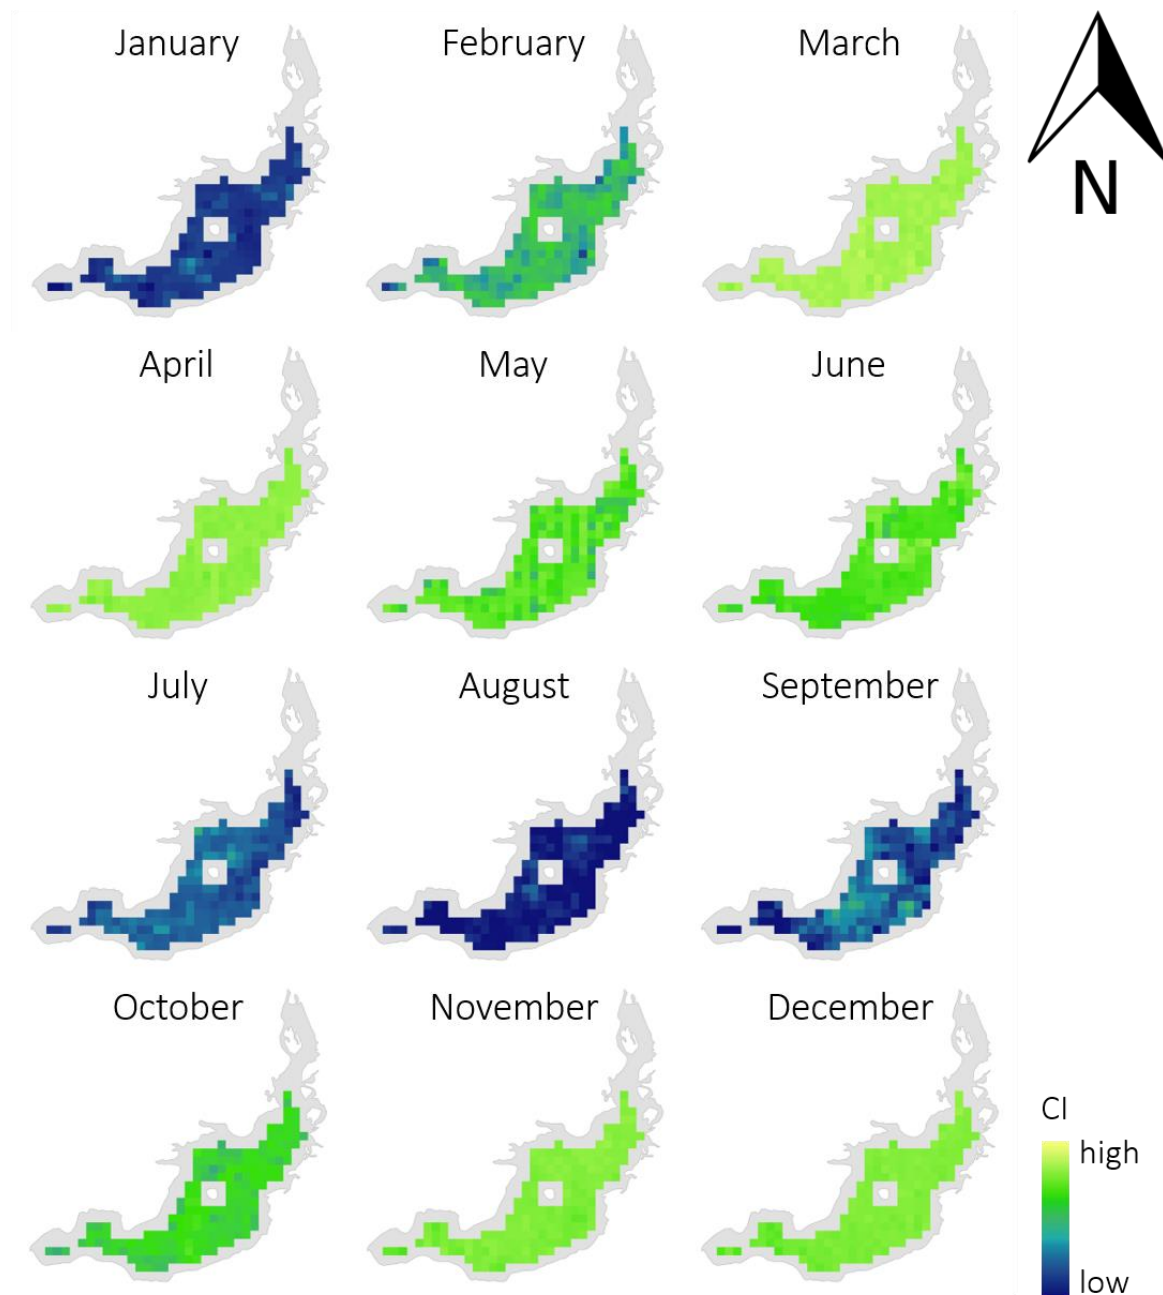 January
February
March
N
April
May
June
July
August
September
October
November
December
CI
high
low